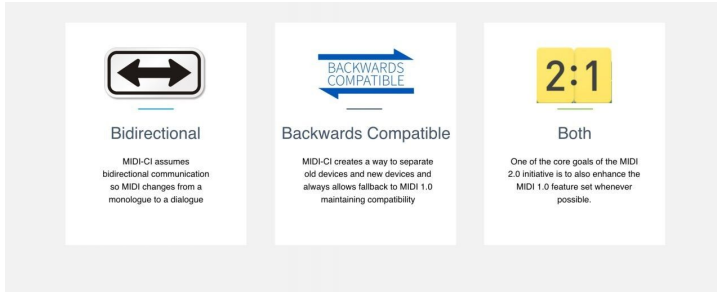 BACKWARDS
COMPATIBLE
2:1
Bidirectional
MIDI-CI assumes
bidirectional communication
so MIDI changes from a
monologue to a dialogue
Backwards Compatible
MIDI-CI creates a way to separate
old devices and new devices and
always allows fallback to MIDI 1.0
maintaining compatibility
Both
One of the core goals of the MIDI
2.0 initiative is to also enhance the
MIDI 1.0 feature set whenever
possible.